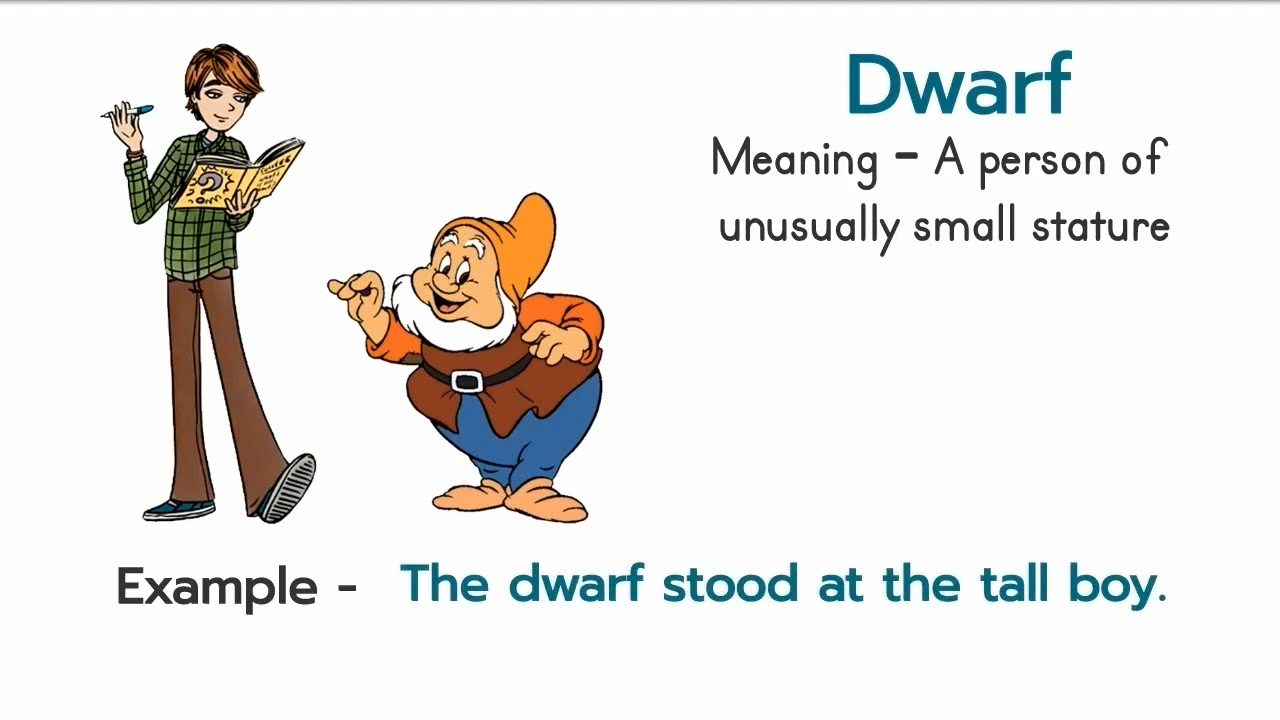 Dwarf
Meaning - A person of
unusually small stature
Example - The dwarf stood at the tall boy.